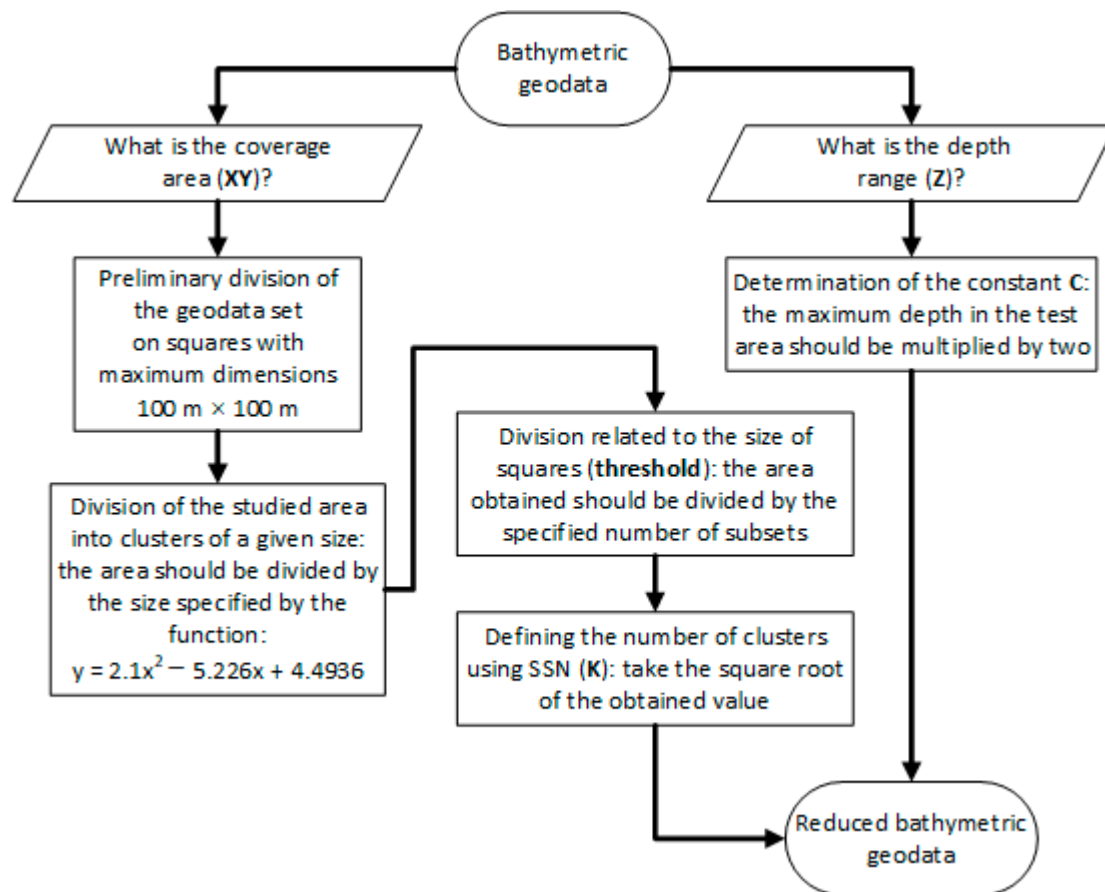 Bathymetric
geodata
What is the coverage
area (XY)?
What is the depth
range (Z)?
Preliminary division of
the geodata set
on squares with
maximum dimensions
100 m × 100 m
Determination of the constant C:
the maximum depth in the test
area should be multiplied by two
Division of the studied area
into clusters of a given size:
the area should be divided by
the size specified by the
function:
y = 2.1x² − 5.226x + 4.4936
Division related to the size of
squares (threshold): the area
obtained should be divided by the
specified number of subsets
Defining the number of clusters
using SSN (K): take the square root
of the obtained value
Reduced bathymetric
geodata